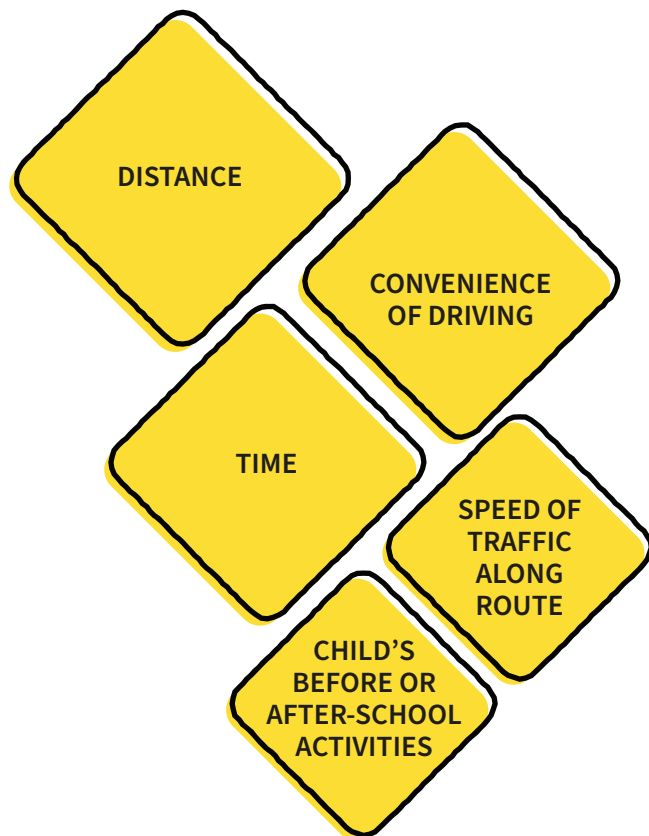 DISTANCE
CONVENIENCE
OF DRIVING
TIME
SPEED OF
TRAFFIC
ALONG
ROUTE
CHILD’S
BEFORE OR
AFTER-SCHOOL
ACTIVITIES